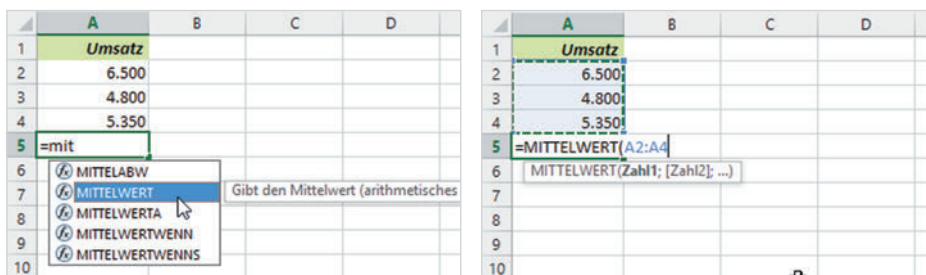 A B C D
1 Umsatz
2 6.500
3 4.800
4 5.350
5 =mit
6 MITTELABW
7 MITTELWERT Gibt den Mittelwert (arithmetisches
8 MITTELWERTA
9 MITTELWERTWENN
10 MITTELWERTWENNS
A B C D
1 Umsatz
2 6.500
3 4.800
4 5.350
5 =MITTELWERT(A2:A4
6 MITTELWERT(Zahl1; [Zahl2]; ...)
7
8
9
10